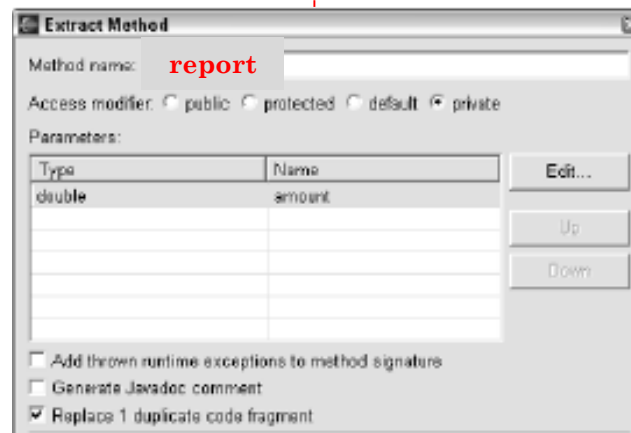 Extract Method
Method name: report
Access modifier: public protected default private
Parameters:
Type Name Edit...
double amount
Up
Down
Add thrown runtime exceptions to method signature
Generate Javadoc comment
Replace 1 duplicate code fragment